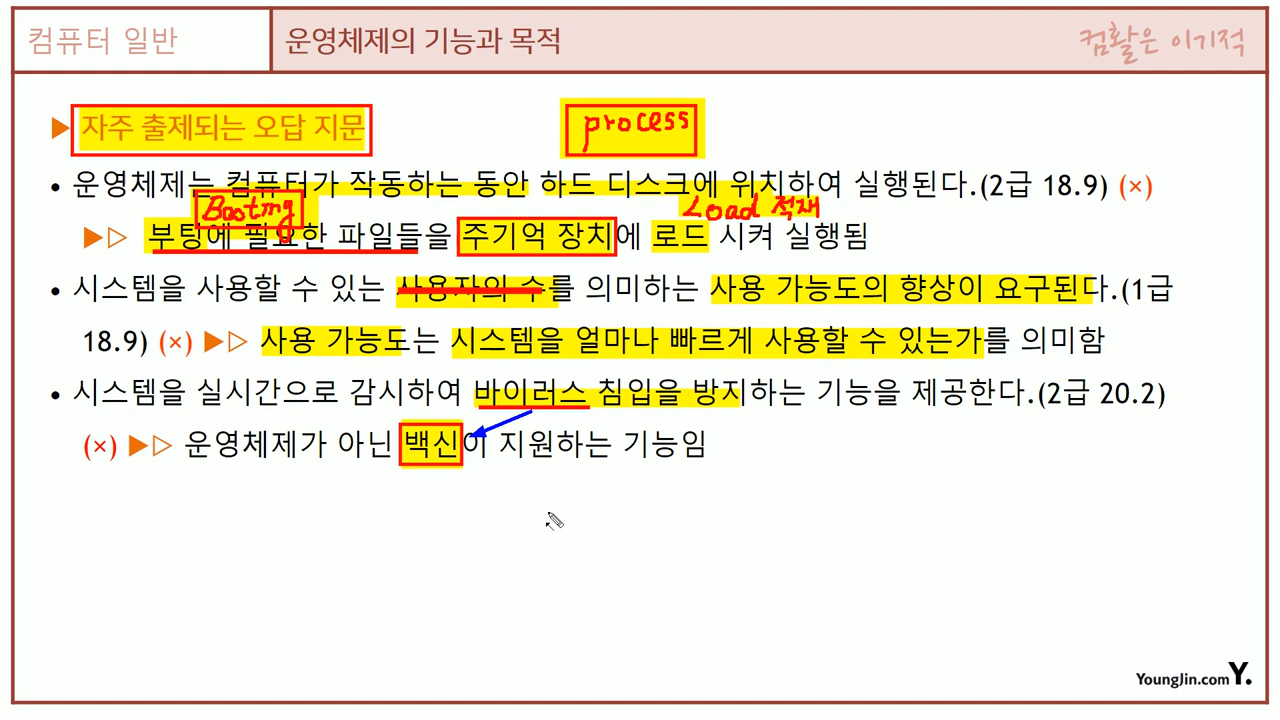 컴퓨터 일반
운영체제의 기능과 목적
컴활은 이기적
▶ 자주 출제되는 오답 지문
process
• 운영체제는 컴퓨터가 작동하는 동안 하드 디스크에 위치하여 실행된다.(2급 18.9) (×)
Booting
Load 적재
▶▷ 부팅에 필요한 파일들을 주기억 장치에 로드 시켜 실행됨
• 시스템을 사용할 수 있는 사용자의 수를 의미하는 사용 가능도의 향상이 요구된다.(1급
18.9) (×) ▶▷ 사용 가능도는 시스템을 얼마나 빠르게 사용할 수 있는가를 의미함
• 시스템을 실시간으로 감시하여 바이러스 침입을 방지하는 기능을 제공한다.(2급 20.2)
(×) ▶▷ 운영체제가 아닌 백신이 지원하는 기능임
YoungJin.com Y.